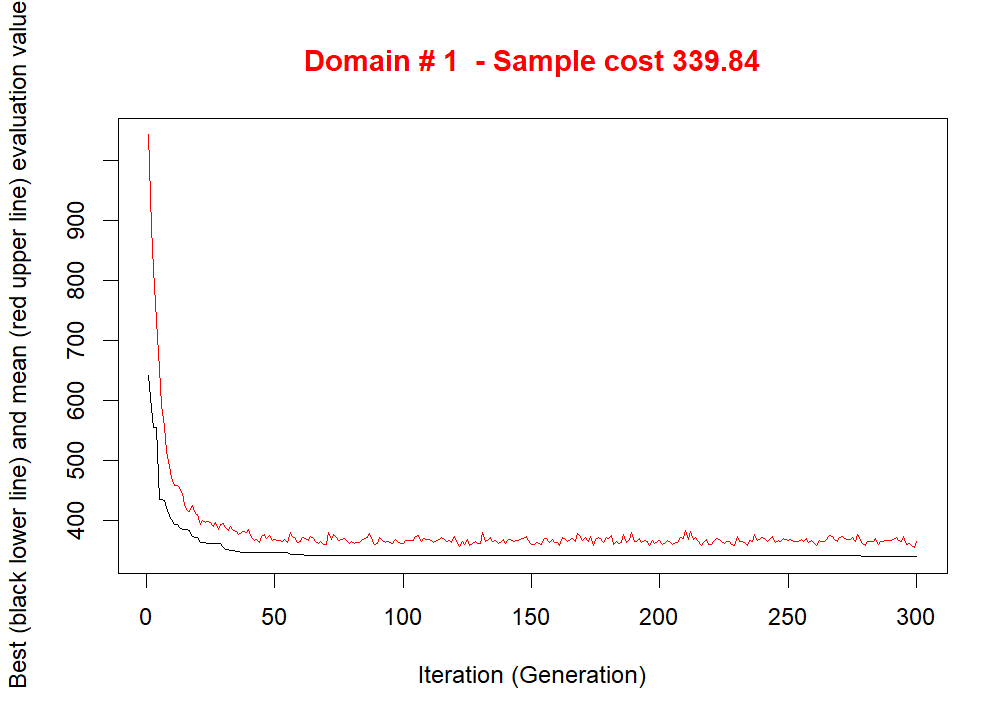 Domain # 1  - Sample cost 339.84
Best (black lower line) and mean (red upper line) evaluation value
900
800
700
600
500
400
0 50 100 150 200 250 300
Iteration (Generation)